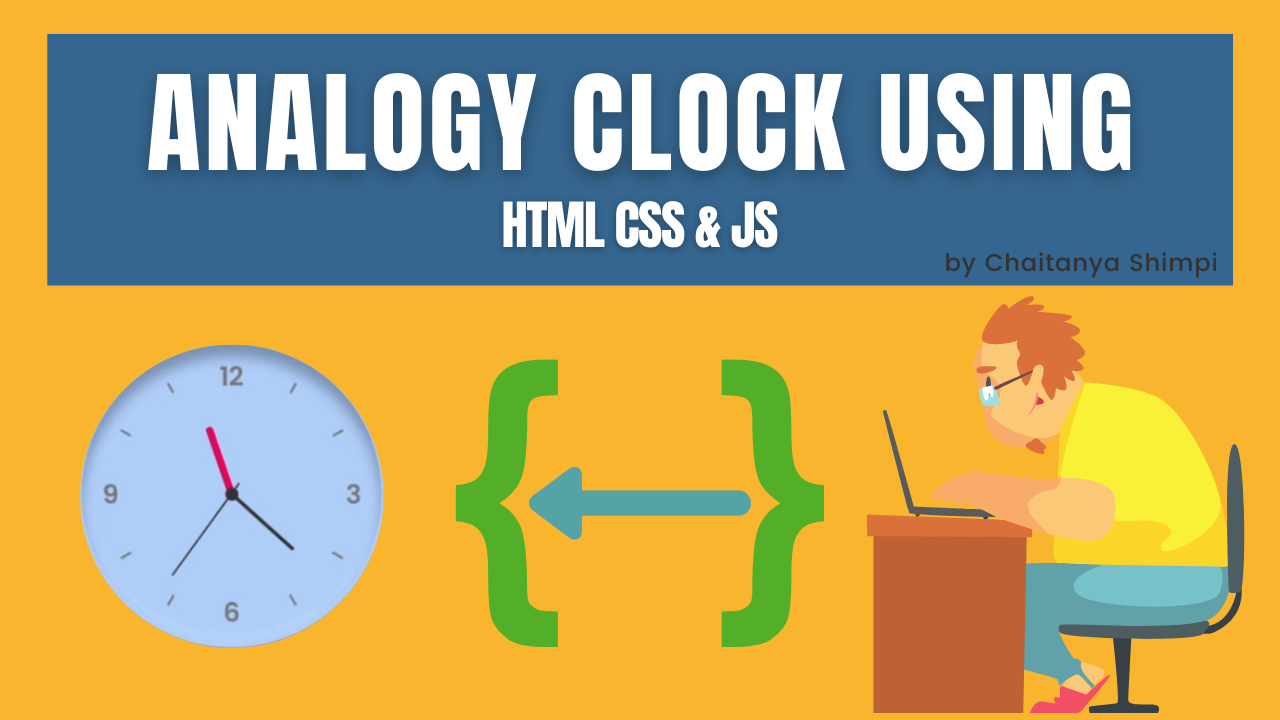 ANALOGY CLOCK USING
HTML CSS & JS
by Chaitanya Shimpi
12
9
3
6
{ }